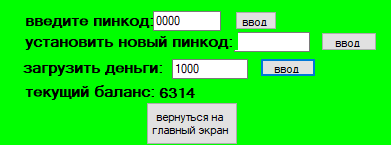 введите пинкод: 0000 ввод
установить новый пинкод: ввод
загрузить деньги: 1000 ввод
текущий баланс: 6314
вернуться на
главный экран